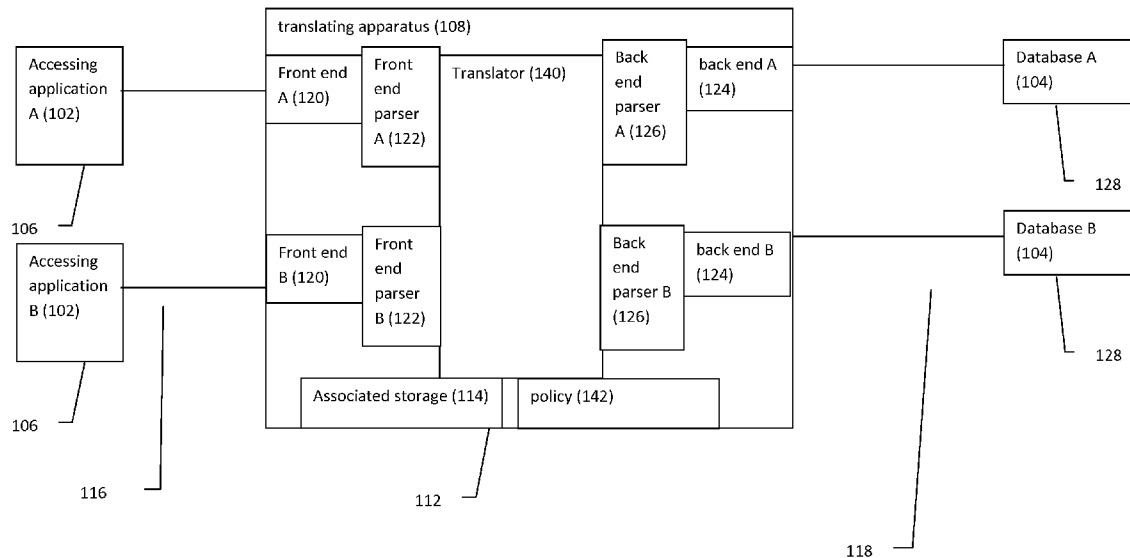 translating apparatus (108)
Accessing
application
A (102)
Front end
A (120)
Front
end
parser
A (122)
Translator (140)
Back
end
parser
A (126)
back end A
(124)
Database A
(104)
128
106
Accessing
application
B (102)
Front end
B (120)
Front
end
parser
B (122)
Back
end
parser B
(126)
back end B
(124)
Database B
(104)
128
106
Associated storage (114)
policy (142)
116
112
118